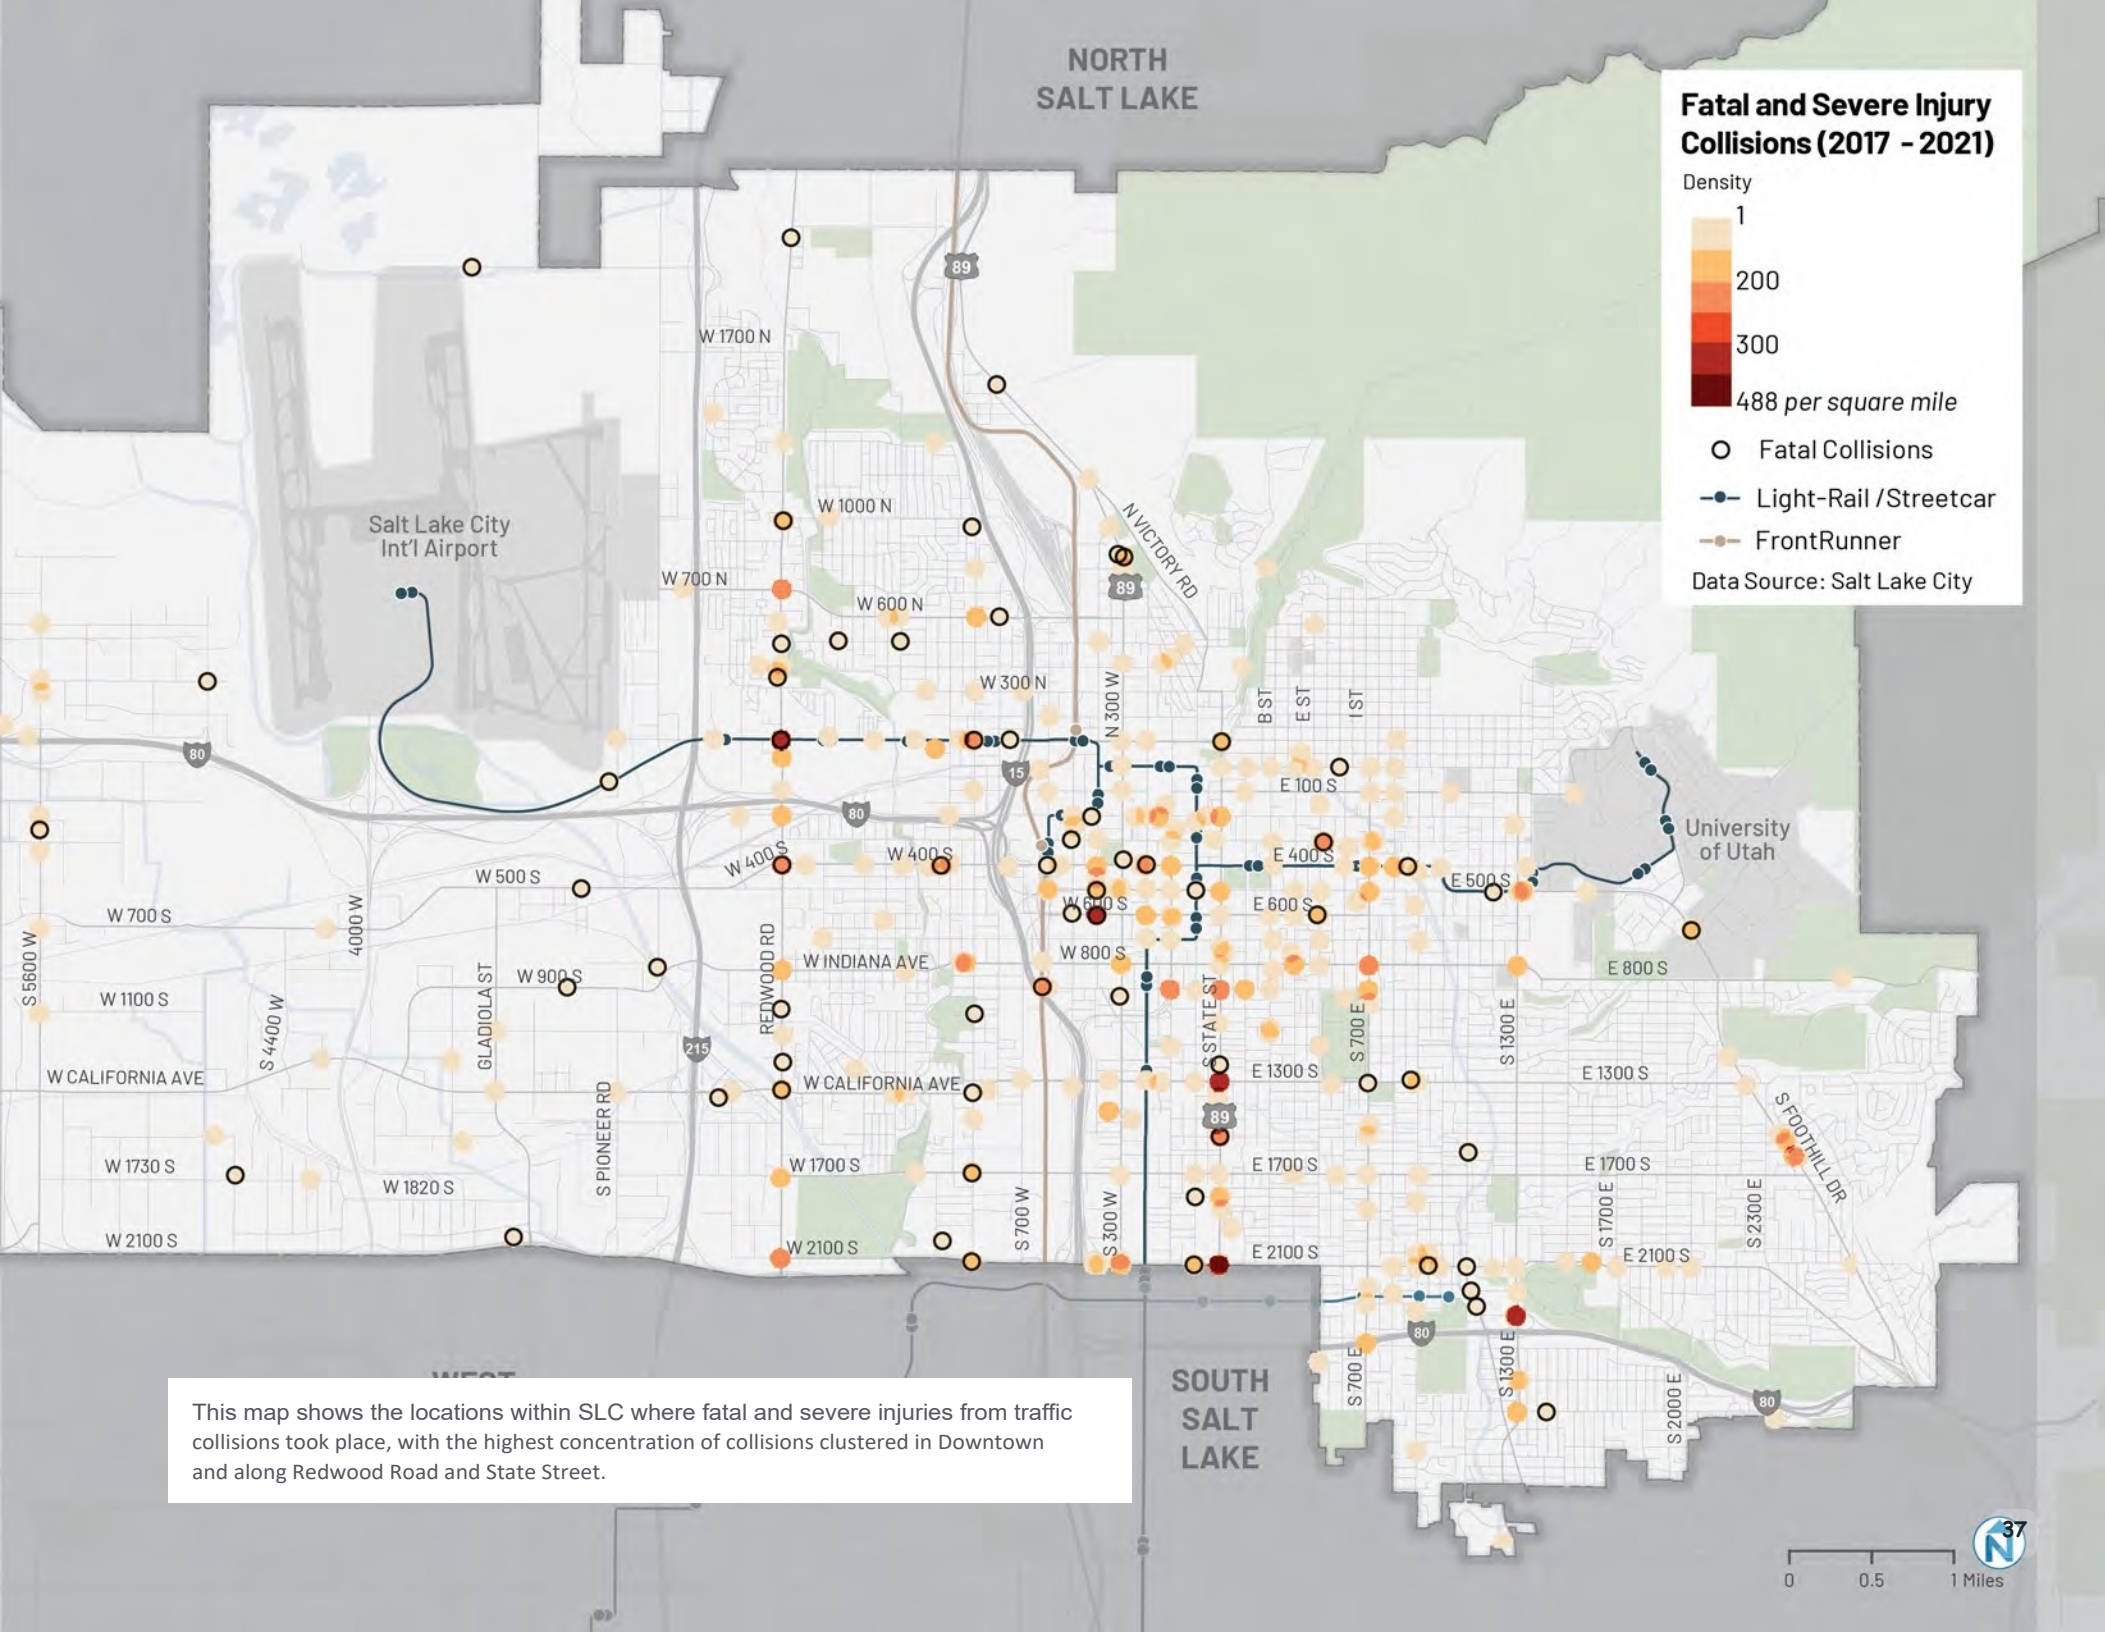 NORTH
SALT LAKE
Fatal and Severe Injury
Collisions (2017 - 2021)
Density
1
200
300
488 per square mile
Fatal Collisions
Light-Rail /Streetcar
FrontRunner
Data Source: Salt Lake City
89
W 1700 N
W 1000 N
N VICTORY RD
Salt Lake City
Int'l Airport
W 700 N
89
W 600 N
W 300 N
N 300 W
B ST
E ST
I ST
80
15
E 100 S
80
University
of Utah
W 400 S
W 400 S
E 400 S
W 500 S
E 500 S
W 600 S
E 600 S
W 700 S
4000 W
S 5600 W
REDWOOD RD
W 800 S
W INDIANA AVE
E 800 S
W 900 S
GLADIOLA ST
W 1100 S
S 4400 W
S STATE ST
S 700 E
S 1300 E
215
W CALIFORNIA AVE
W CALIFORNIA AVE
E 1300 S
E 1300 S
S PIONEER RD
89
S FOOTHILL DR
W 1730 S
W 1700 S
E 1700 S
E 1700 S
W 1820 S
S 700 W
S 300 W
S 1700 E
S 2300 E
W 2100 S
W 2100 S
E 2100 S
E 2100 S
80
S 700 E
S 1300 E
S 2000 E
80
WEST
SOUTH
SALT
LAKE
This map shows the locations within SLC where fatal and severe injuries from traffic
collisions took place, with the highest concentration of collisions clustered in Downtown
and along Redwood Road and State Street.
37
N
0 0.5 1 Miles